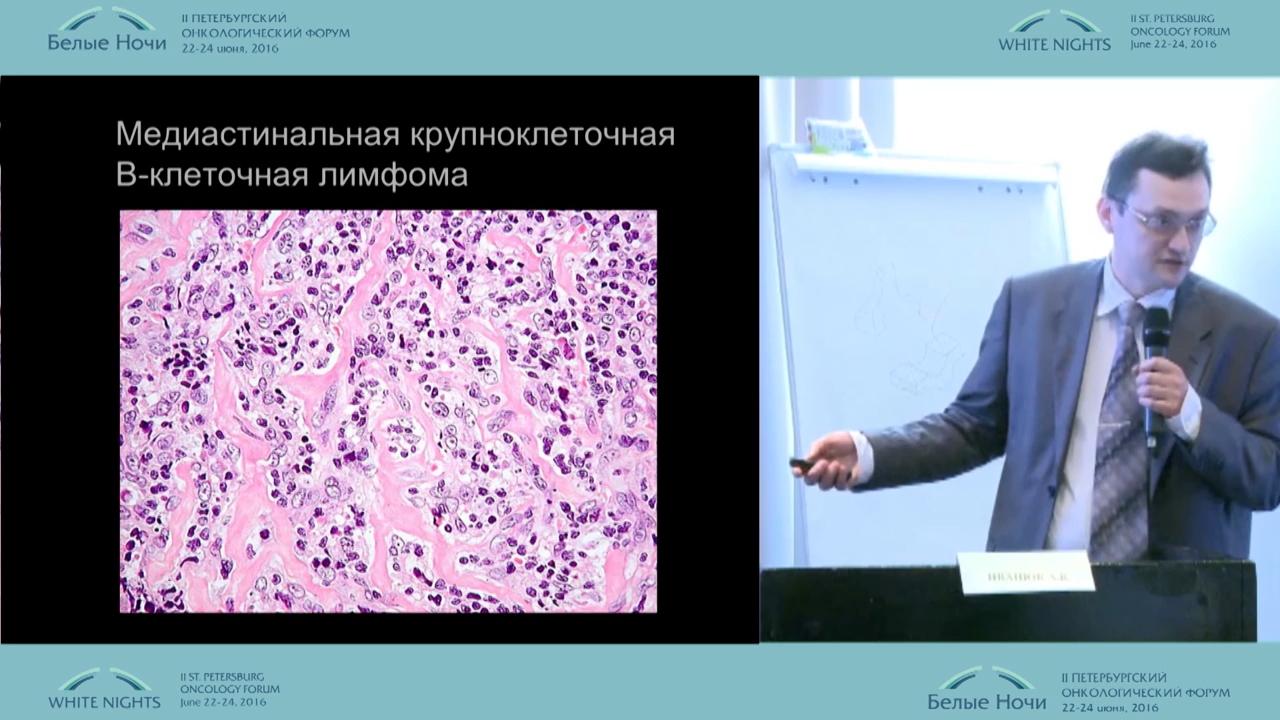 Белые Ночи
II ПЕТЕРБУРГСКИЙ
ОНКОЛОГИЧЕСКИЙ ФОРУМ
22-24 июня, 2016
WHITE NIGHTS
II ST. PETERSBURG
ONCOLOGY FORUM
June 22-24, 2016
Медиастинальная крупноклеточная
В-клеточная лимфома
ИВАНЮК А.В.
WHITE NIGHTS
II ST. PETERSBURG
ONCOLOGY FORUM
June 22-24, 2016
Белые Ночи
II ПЕТЕРБУРГСКИЙ
ОНКОЛОГИЧЕСКИЙ ФОРУМ
22-24 июня, 2016